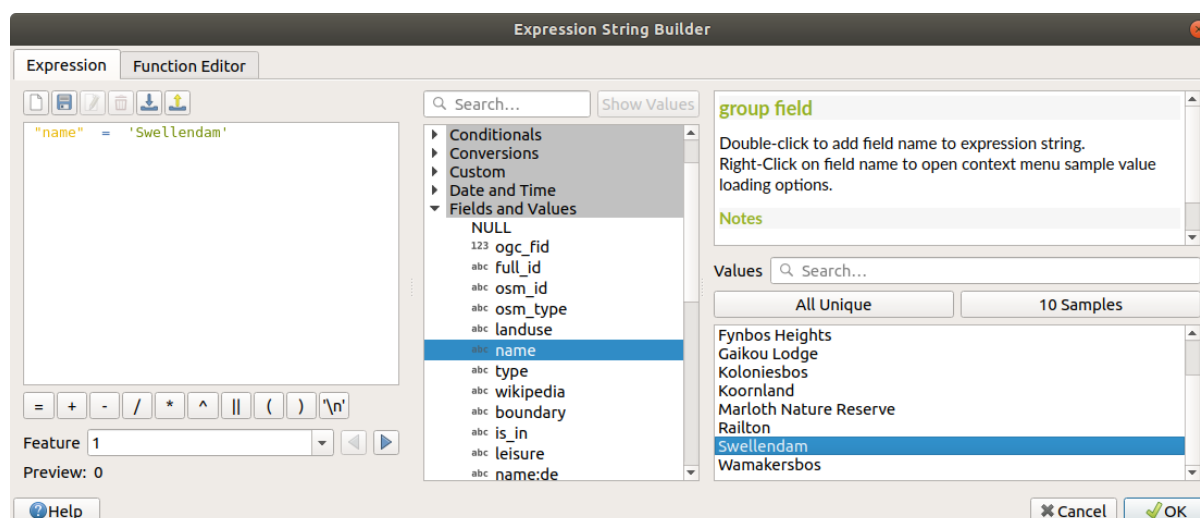 Expression String Builder
Expression
Function Editor
"name" = 'Swellendam'
= + - / * ^ || ( ) '\n'
Feature 1
Preview: 0
Search...
Show Values
Conditionals
Conversions
Custom
Date and Time
Fields and Values
NULL
123 ogc_fid
abc full_id
abc osm_id
abc osm_type
abc landuse
abc name
abc type
abc wikipedia
abc boundary
abc is_in
abc leisure
abc name:de
group field
Double-click to add field name to expression string.
Right-Click on field name to open context menu sample value
loading options.
Notes
Values
Search...
All Unique
10 Samples
Fynbos Heights
Gaikou Lodge
Koloniesbos
Koornland
Marloth Nature Reserve
Railton
Swellendam
Wamakersbos
Help
Cancel
OK